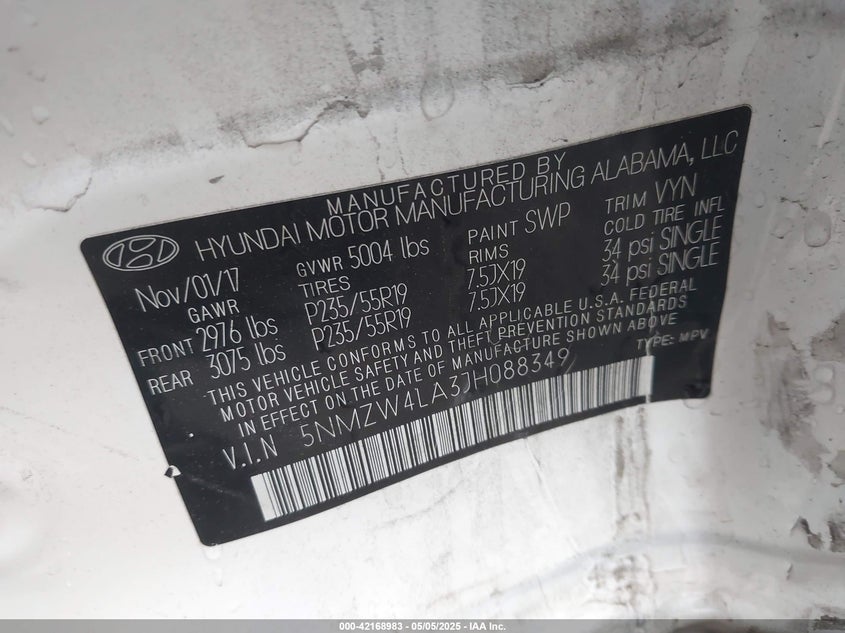 MANUFACTURED BY
HYUNDAI MOTOR MANUFACTURING ALABAMA, LLC
Nov/01/17 GVWR 5004 lbs PAINT SWP TRIM VYN
GAWR TIRES RIMS COLD TIRE INFL
FRONT 2976 lbs P235/55R19 7.5JX19 34 psi SINGLE
REAR 3075 lbs P235/55R19 7.5JX19 34 psi SINGLE
THIS VEHICLE CONFORMS TO ALL APPLICABLE U.S.A. FEDERAL
MOTOR VEHICLE SAFETY AND THEFT PREVENTION STANDARDS
IN EFFECT ON THE DATE OF MANUFACTURE SHOWN ABOVE
V.I.N 5NMZW4LA3JH088349 TYPE: MPV
000-42168983 - 05/05/2025 - IAA Inc.